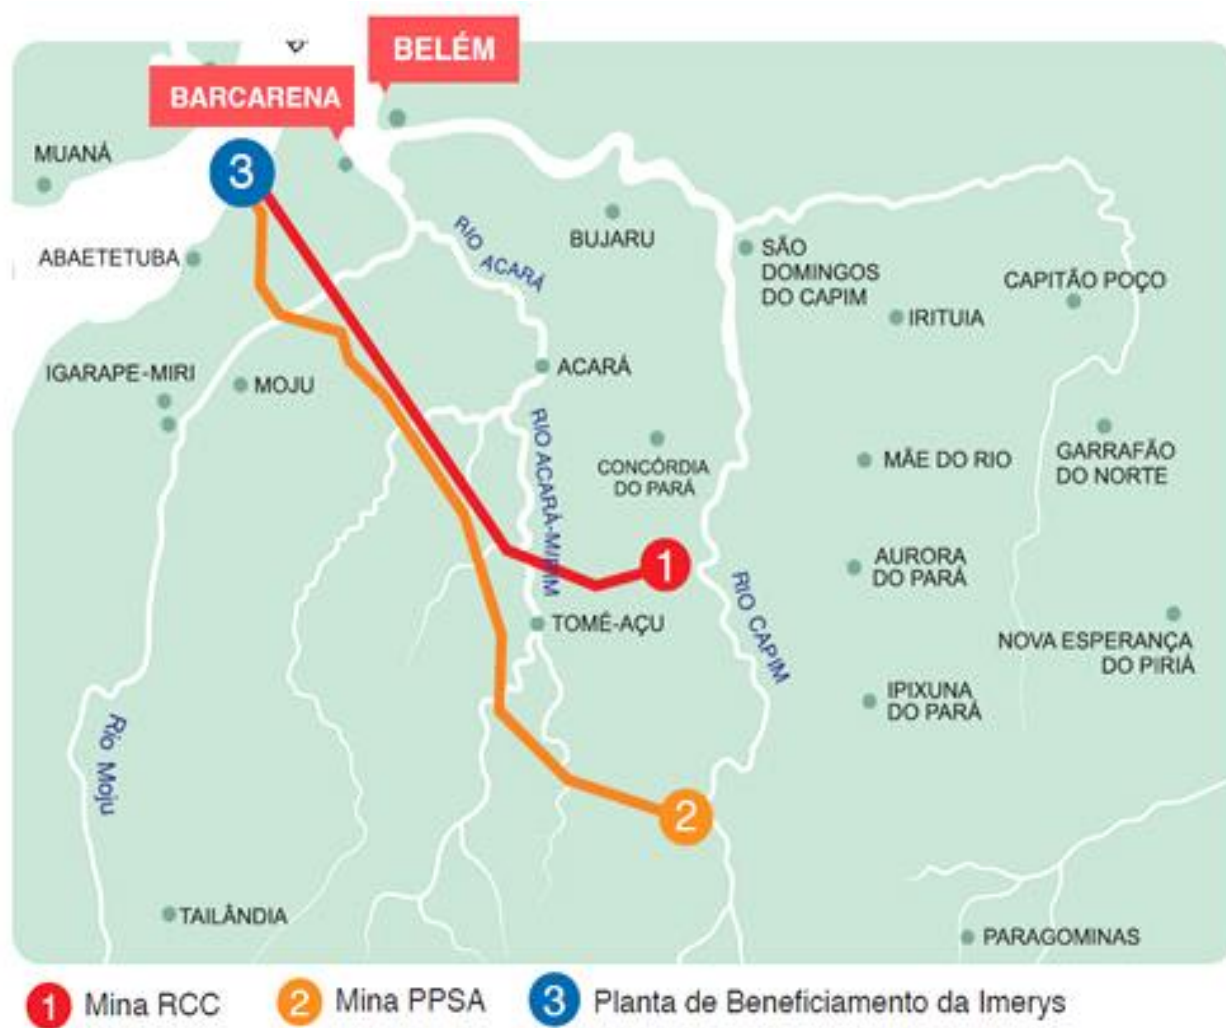 BELÉM
BARCARENA
MUANÁ
3
ABAETETUBA
RIO
ACARÁ
BUJARU
SÃO
DOMINGOS
DO CAPIM
CAPITÃO POÇO
IRITUIA
IGARAPE-MIRI
MOJU
ACARÁ
RIO ACARÁ-MIRIM
CONCÓRDIA
DO PARÁ
MÃE DO RIO
GARRAFÃO
DO NORTE
1
AURORA
DO PARÁ
RIO CAPIM
TOMÉ-AÇU
NOVA ESPERANÇA
DO PIRIÁ
IPIXUNA
DO PARÁ
Rio Moju
2
TAILÂNDIA
PARAGOMINAS
1 Mina RCC
2 Mina PPSA
3 Planta de Beneficiamento da Imerys